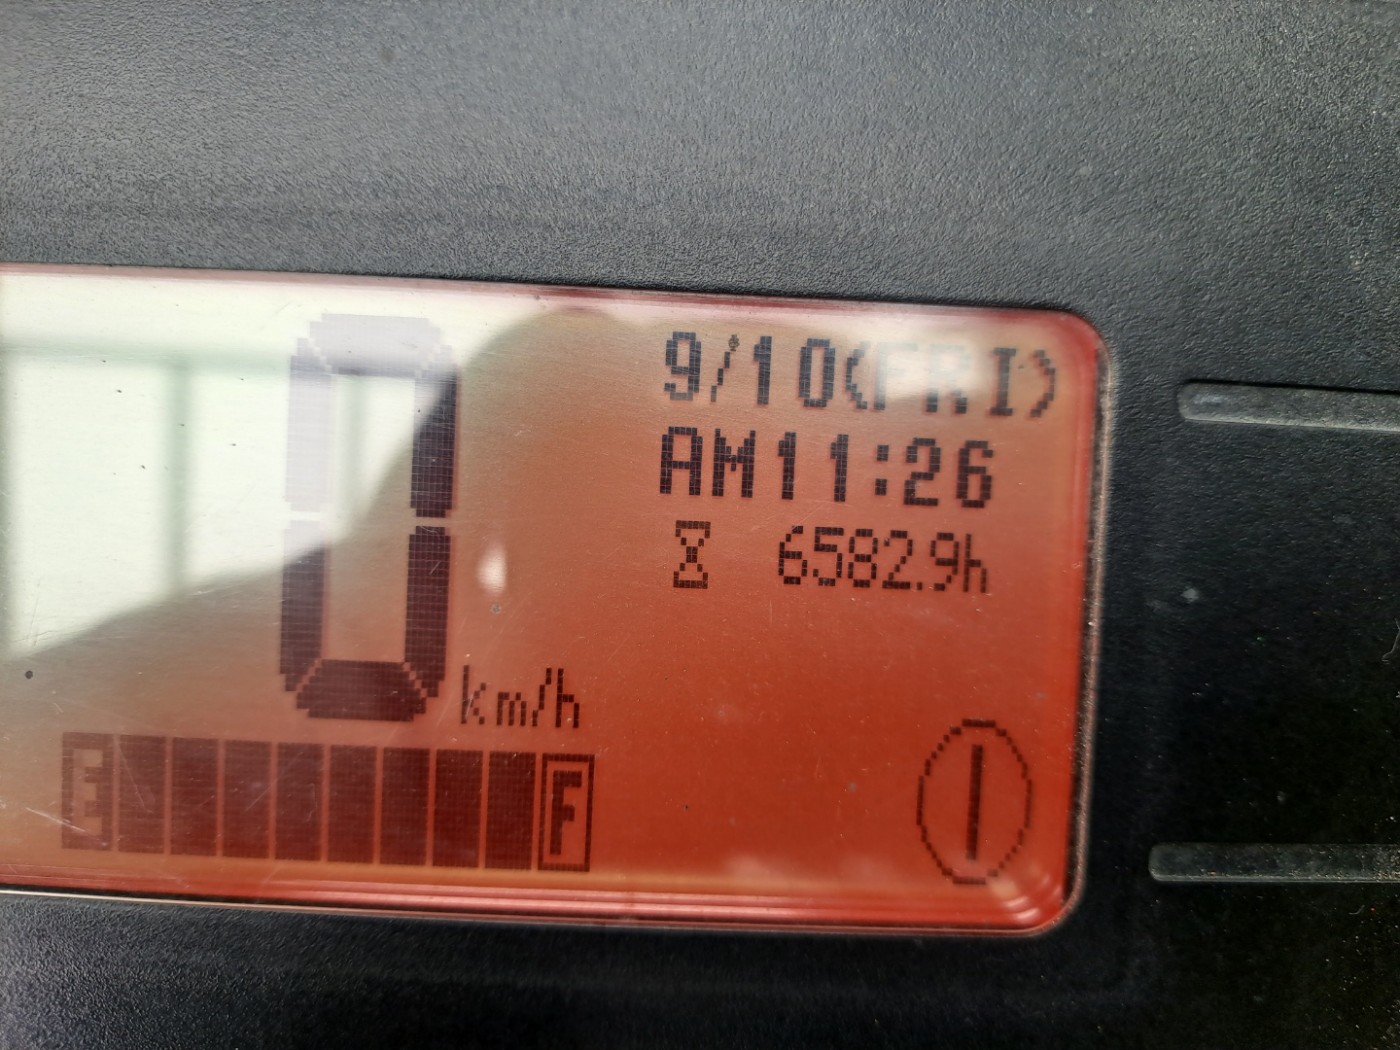 9/10(FRI)
AM11:26
6582.9h
0 km/h
E F